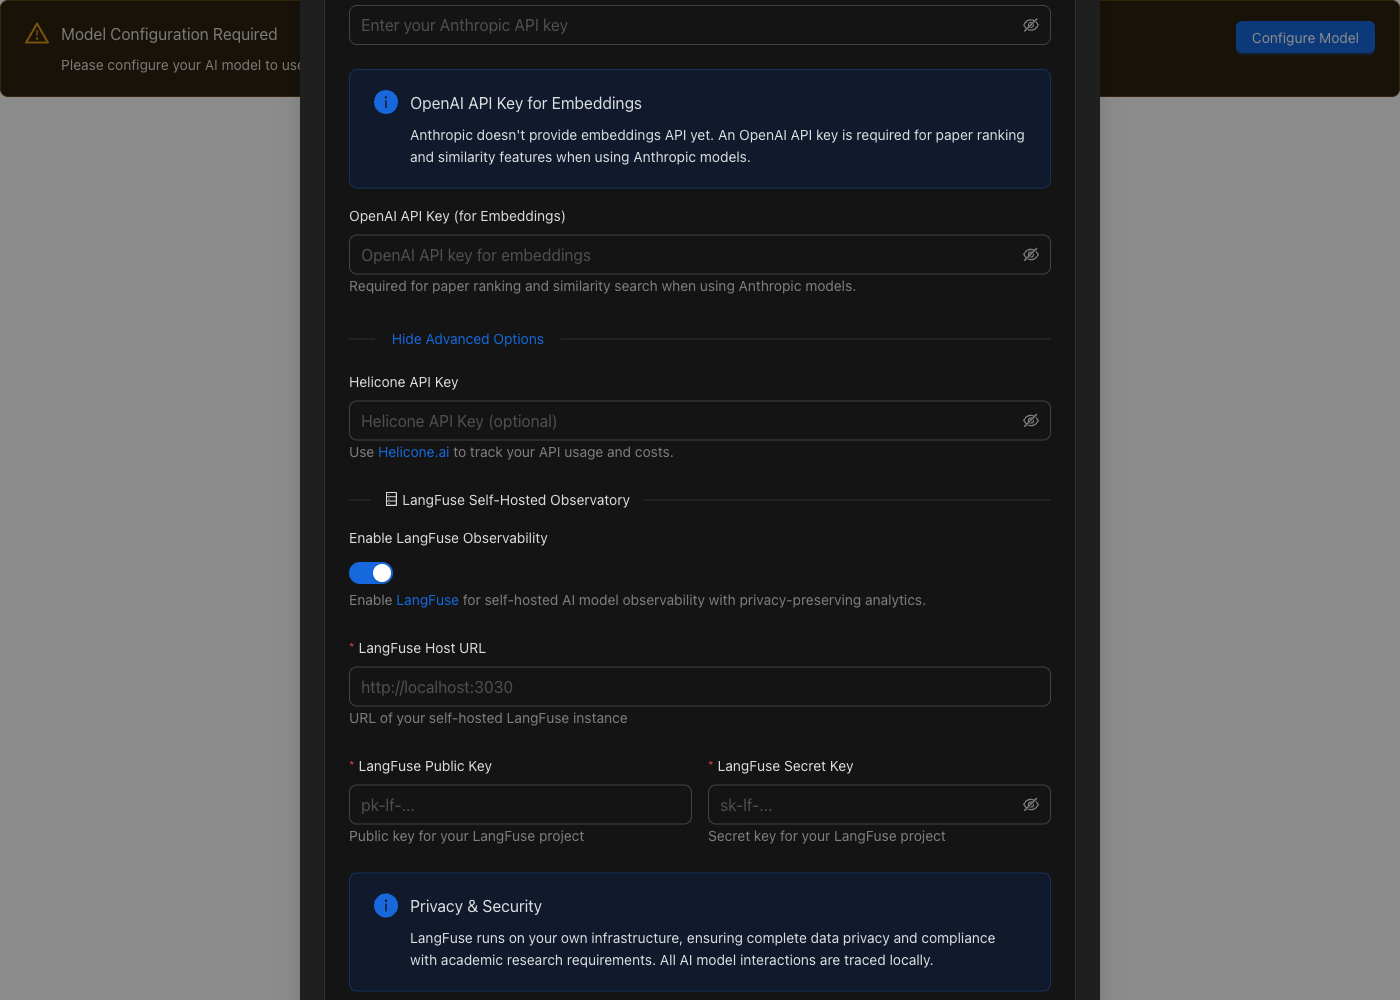 Model Configuration Required
Please configure your AI model to use
Configure Model
Enter your Anthropic API key
OpenAI API Key for Embeddings
Anthropic doesn't provide embeddings API yet. An OpenAI API key is required for paper ranking
and similarity features when using Anthropic models.
OpenAI API Key (for Embeddings)
OpenAI API key for embeddings
Required for paper ranking and similarity search when using Anthropic models.
Hide Advanced Options
Helicone API Key
Helicone API Key (optional)
Use Helicone.ai to track your API usage and costs.
LangFuse Self-Hosted Observatory
Enable LangFuse Observability
Enable LangFuse for self-hosted AI model observability with privacy-preserving analytics.
* LangFuse Host URL
http://localhost:3030
URL of your self-hosted LangFuse instance
* LangFuse Public Key
pk-lf-...
Public key for your LangFuse project
* LangFuse Secret Key
sk-lf-...
Secret key for your LangFuse project
Privacy & Security
LangFuse runs on your own infrastructure, ensuring complete data privacy and compliance
with academic research requirements. All AI model interactions are traced locally.